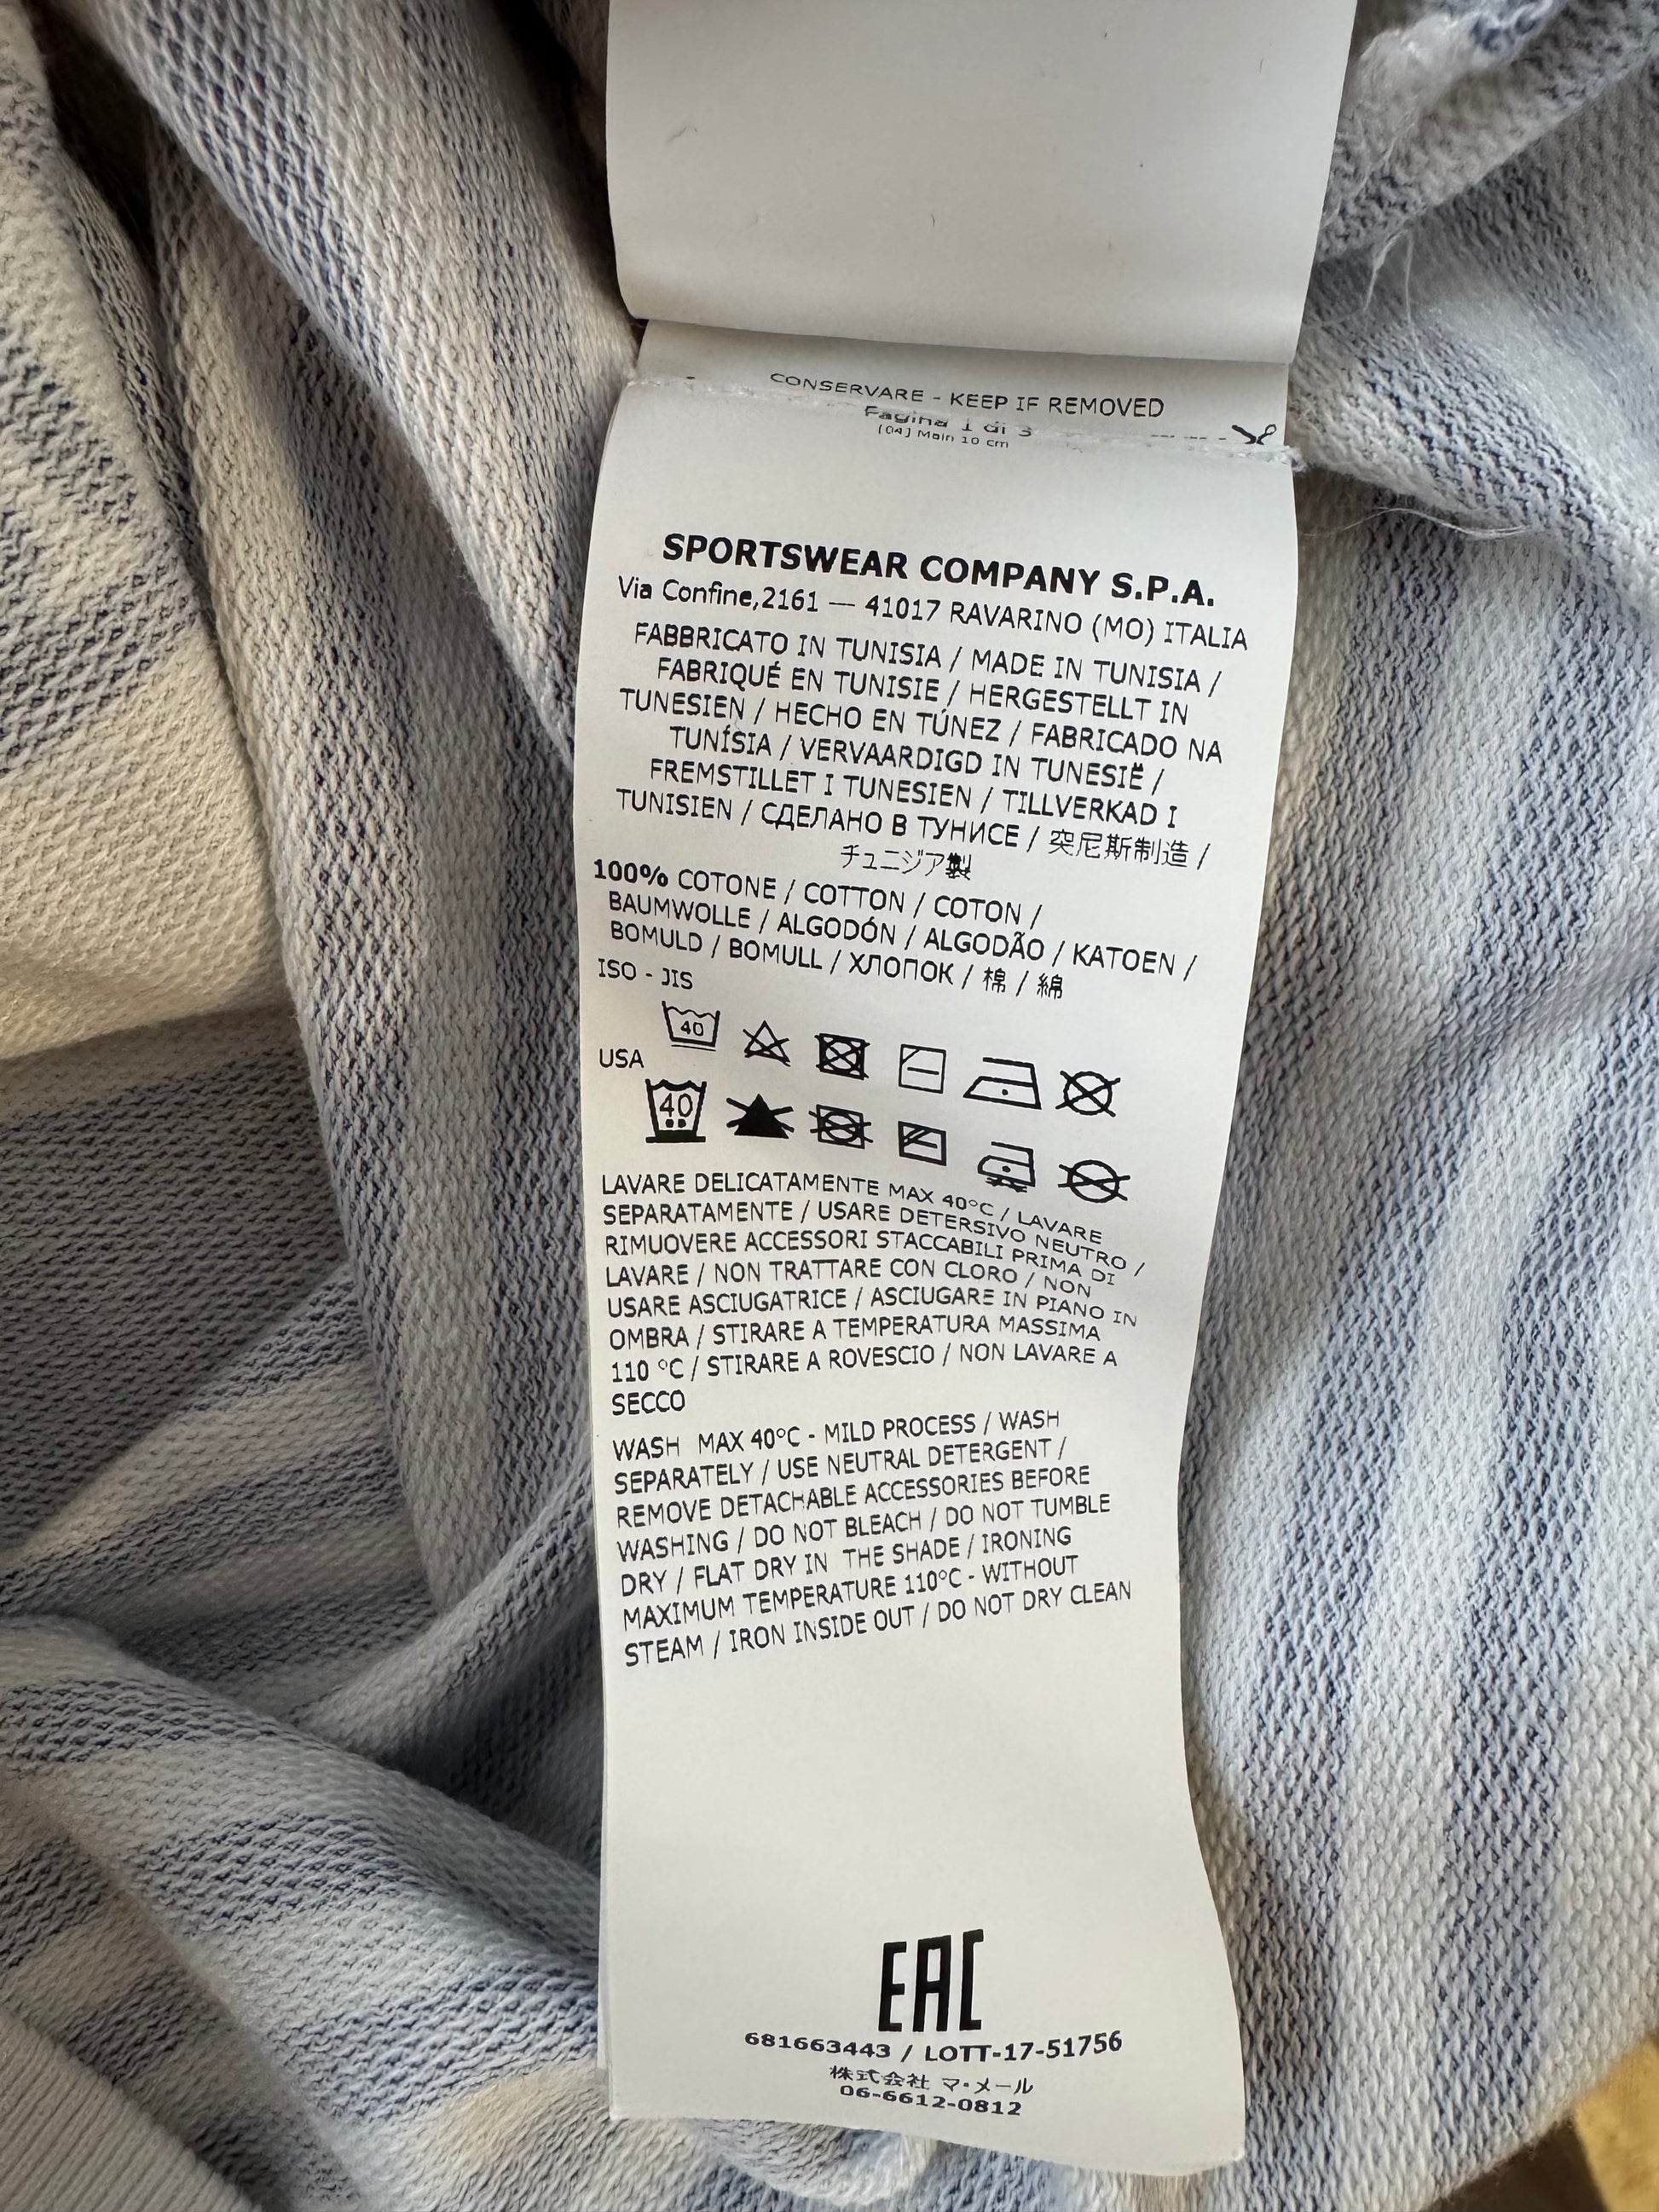 CONSERVARE - KEEP IF REMOVED
Pagina 1 di 3
[04] Main 10 cm
SPORTSWEAR COMPANY S.P.A.
Via Confine,2161 — 41017 RAVARINO (MO) ITALIA
FABBRICATO IN TUNISIA / MADE IN TUNISIA /
FABRIQUÉ EN TUNISIE / HERGESTELLT IN
TUNESIEN / HECHO EN TÚNEZ / FABRICADO NA
TUNÍSIA / VERVAARDIGD IN TUNESIË /
FREMSTILLET I TUNESIEN / TILLVERKAD I
TUNISIEN / СДЕЛАНО В ТУНИСЕ / 突尼斯制造 /
チュニジア製
100% COTONE / COTTON / COTON /
BAUMWOLLE / ALGODÓN / ALGODÃO / KATOEN /
BOMULD / BOMULL / ХЛОПОК / 棉 / 綿
ISO - JIS
40
USA
40
LAVARE DELICATAMENTE MAX 40°C / LAVARE
SEPARATAMENTE / USARE DETERSIVO NEUTRO /
RIMUOVERE ACCESSORI STACCABILI PRIMA DI
LAVARE / NON TRATTARE CON CLORO / NON
USARE ASCIUGATRICE / ASCIUGARE IN PIANO IN
OMBRA / STIRARE A TEMPERATURA MASSIMA
110 °C / STIRARE A ROVESCIO / NON LAVARE A
SECCO
WASH MAX 40°C - MILD PROCESS / WASH
SEPARATELY / USE NEUTRAL DETERGENT /
REMOVE DETACHABLE ACCESSORIES BEFORE
WASHING / DO NOT BLEACH / DO NOT TUMBLE
DRY / FLAT DRY IN THE SHADE / IRONING
MAXIMUM TEMPERATURE 110°C - WITHOUT
STEAM / IRON INSIDE OUT / DO NOT DRY CLEAN
EAC
681663443 / LOTT-17-51756
株式会社 マ・メール
06-6612-0812